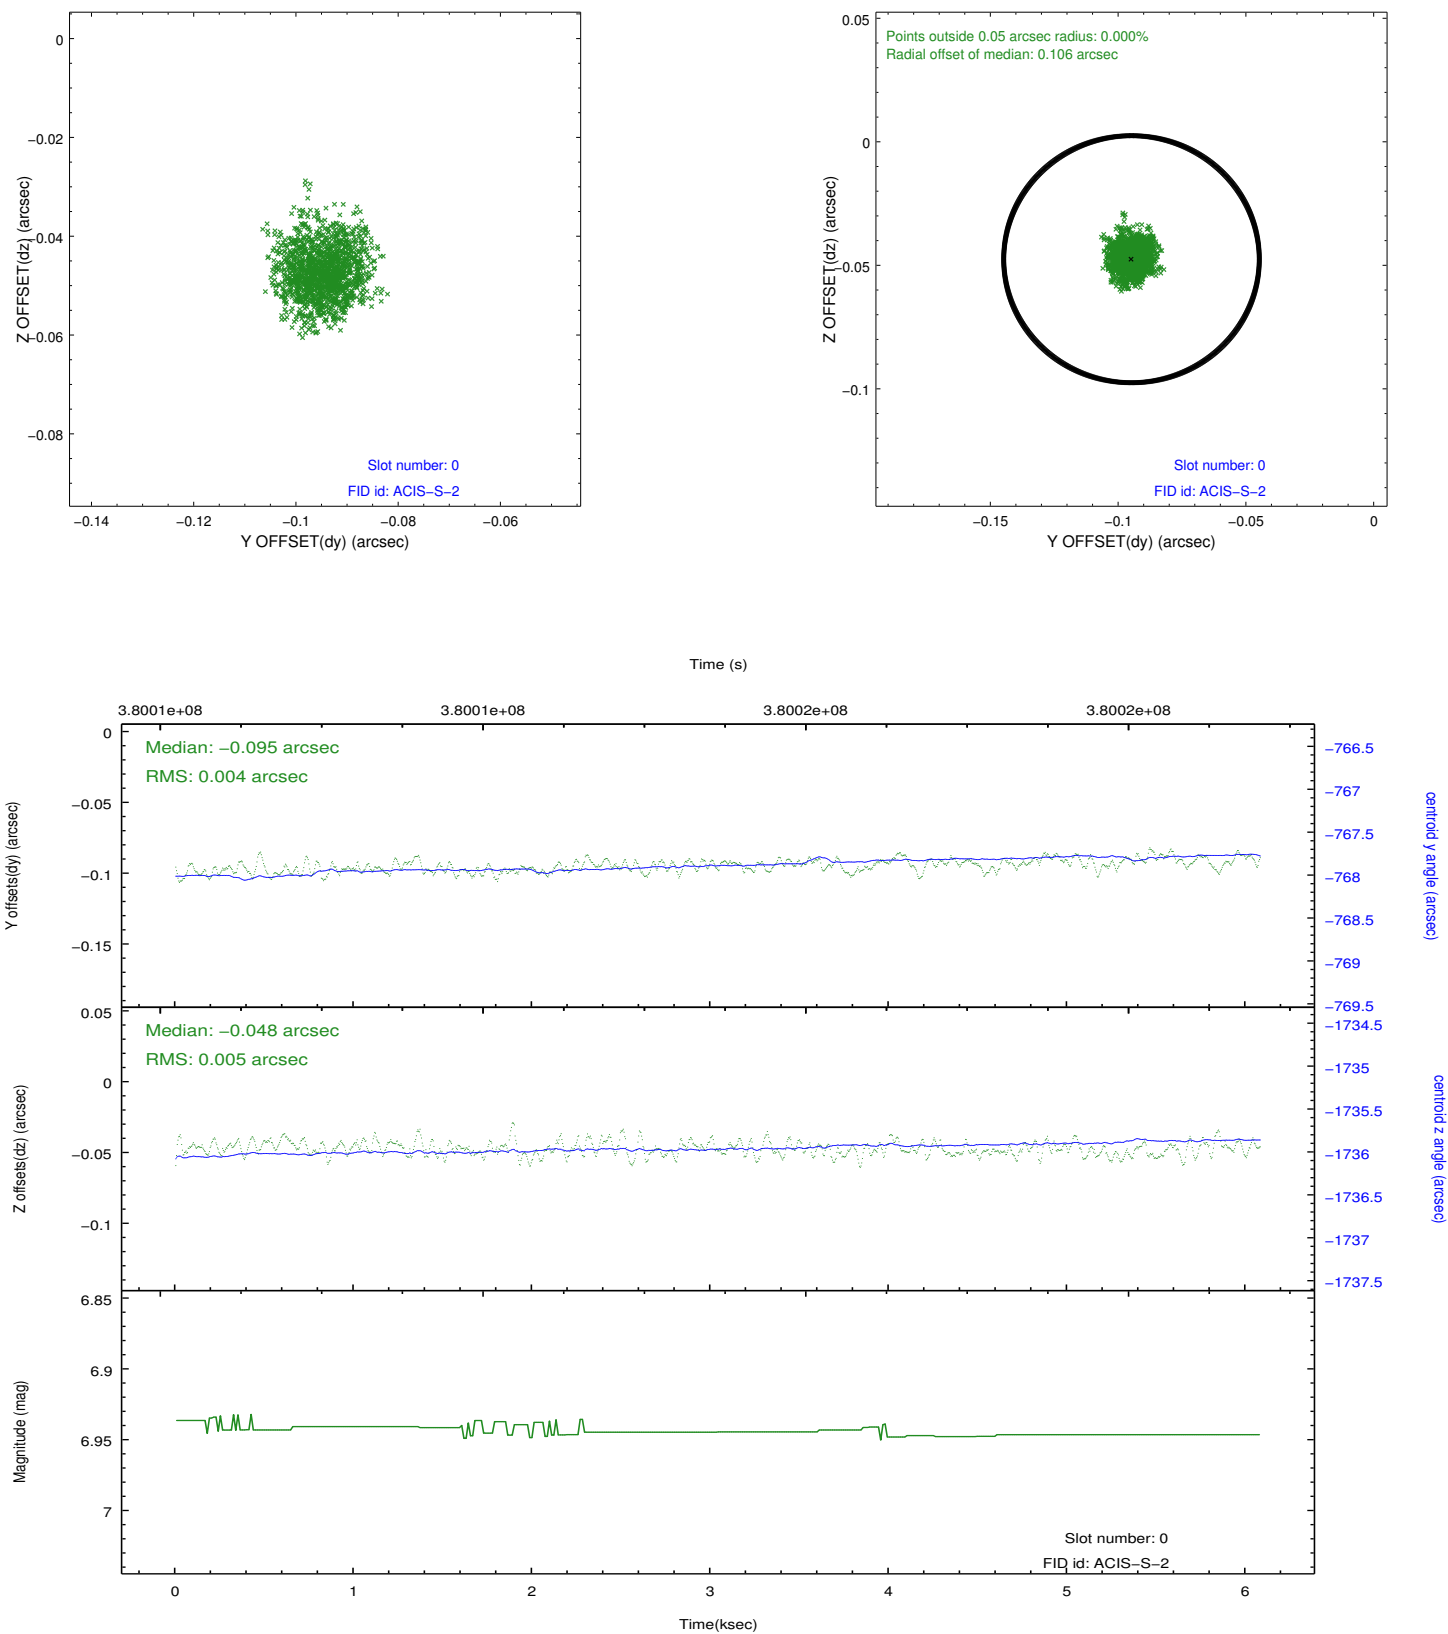 0
−0.02
−0.04
−0.06
−0.08
Z OFFSET(dz) (arcsec)
Slot number: 0
FID id: ACIS−S−2
−0.14
−0.12
−0.1
−0.08
−0.06
Y OFFSET(dy) (arcsec)
Points outside 0.05 arcsec radius: 0.000%
Radial offset of median: 0.106 arcsec
0.05
0
−0.05
−0.1
Z OFFSET(dz) (arcsec)
Slot number: 0
FID id: ACIS−S−2
−0.15
−0.1
−0.05
0
Y OFFSET(dy) (arcsec)
Time (s)
3.8001e+08
3.8001e+08
3.8002e+08
3.8002e+08
Median: −0.095 arcsec
RMS: 0.004 arcsec
0
−0.05
−0.1
−0.15
Y offsets(dy) (arcsec)
−766.5
−767
−767.5
−768
−768.5
−769
−769.5
centroid y angle (arcsec)
Median: −0.048 arcsec
RMS: 0.005 arcsec
0.05
0
−0.05
−0.1
Z offsets(dz) (arcsec)
−1734.5
−1735
−1735.5
−1736
−1736.5
−1737
−1737.5
centroid z angle (arcsec)
6.85
6.9
6.95
7
Magnitude (mag)
Slot number: 0
FID id: ACIS−S−2
0
1
2
3
4
5
6
Time(ksec)